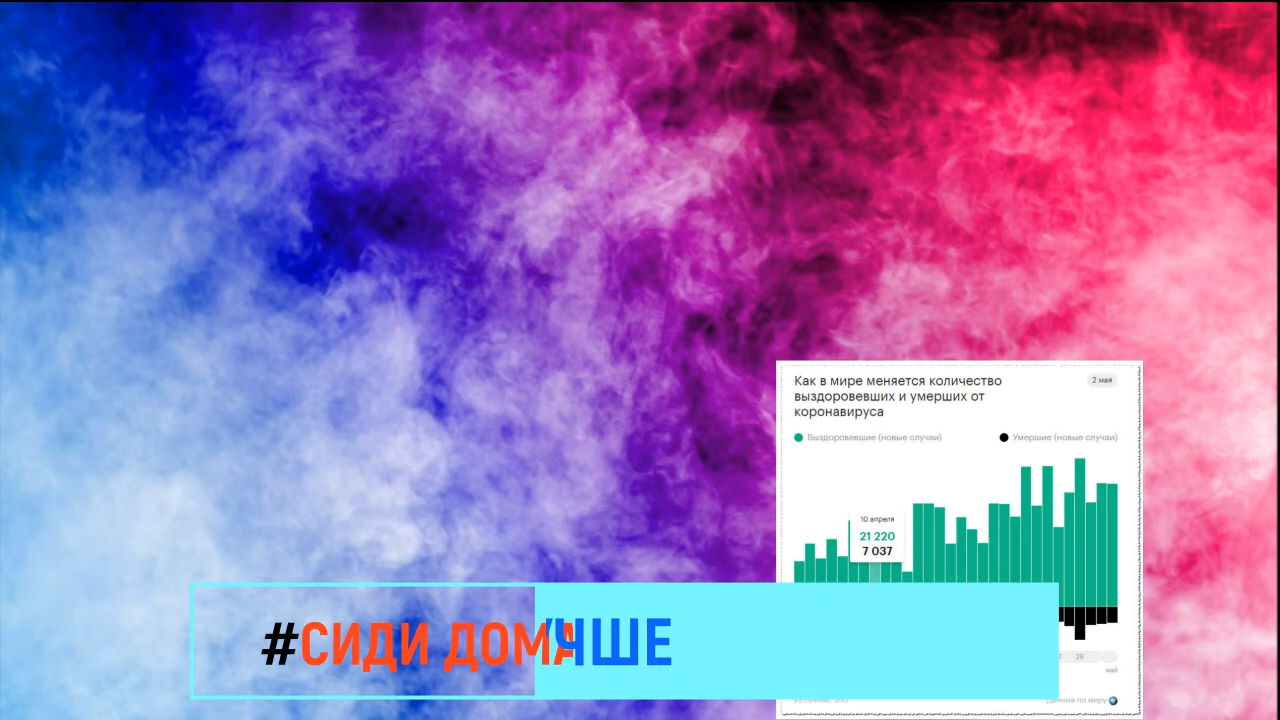 Как в мире меняется количество
выздоровевших и умерших от
коронавируса
2 мая
Выздоровевшие (новые случаи)
Умершие (новые случаи)
10 апреля
21 220
7 037
#СИДИ ДОМА
ЧШЕ
29
май
Данные по миру